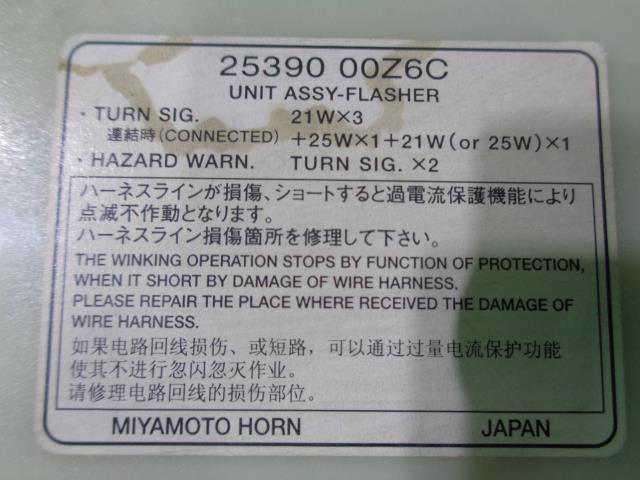 25390 00Z6C
UNIT ASSY-FLASHER
・TURN SIG. 21W×3
連結時(CONNECTED) +25W×1+21W(or 25W)×1
・HAZARD WARN. TURN SIG. ×2
ハーネスラインが損傷、ショートすると過電流保護機能により
点滅不作動となります。
ハーネスライン損傷箇所を修理して下さい。
THE WINKING OPERATION STOPS BY FUNCTION OF PROTECTION,
WHEN IT SHORT BY DAMAGE OF WIRE HARNESS.
PLEASE REPAIR THE PLACE WHERE RECEIVED THE DAMAGE OF
WIRE HARNESS.
如果电路回线损伤、或短路，可以通过过量电流保护功能
使其不进行忽闪忽灭作业。
请修理电路回线的损伤部位。
MIYAMOTO HORN JAPAN